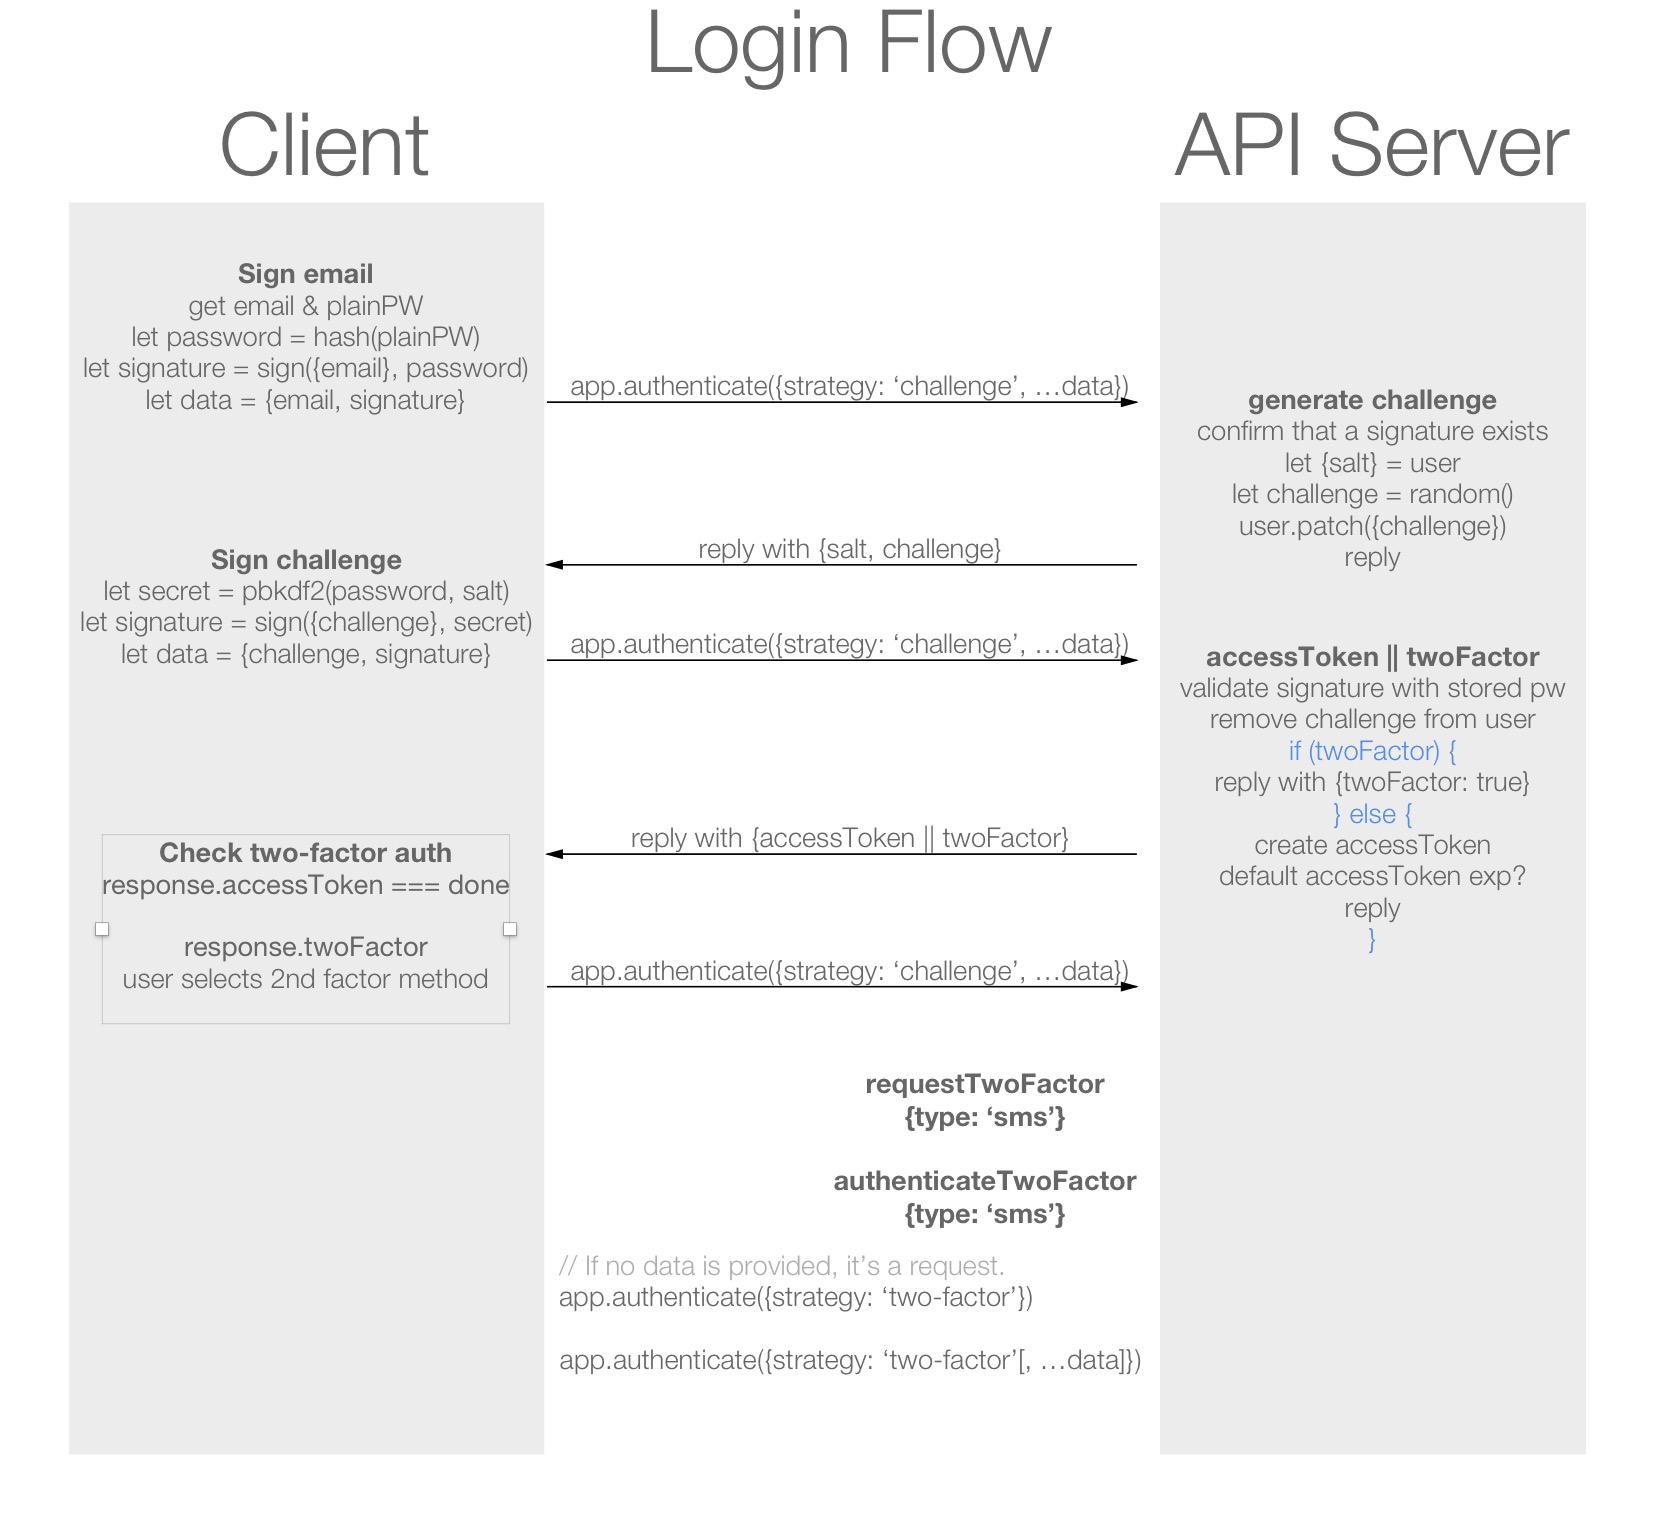 Login Flow
Client
API Server
Sign email
get email & plainPW
let password = hash(plainPW)
let signature = sign({email}, password)
let data = {email, signature}
app.authenticate({strategy: ‘challenge’, …data})
generate challenge
confirm that a signature exists
let {salt} = user
let challenge = random()
user.patch({challenge})
reply
reply with {salt, challenge}
Sign challenge
let secret = pbkdf2(password, salt)
let signature = sign({challenge}, secret)
let data = {challenge, signature}
app.authenticate({strategy: ‘challenge’, …data})
accessToken || twoFactor
validate signature with stored pw
remove challenge from user
if (twoFactor) {
reply with {twoFactor: true}
} else {
create accessToken
default accessToken exp?
reply
}
reply with {accessToken || twoFactor}
Check two-factor auth
response.accessToken === done
response.twoFactor
user selects 2nd factor method
app.authenticate({strategy: ‘challenge’, …data})
requestTwoFactor
{type: ‘sms’}
authenticateTwoFactor
{type: ‘sms’}
// If no data is provided, it’s a request.
app.authenticate({strategy: ‘two-factor’})
app.authenticate({strategy: ‘two-factor’[, …data]})